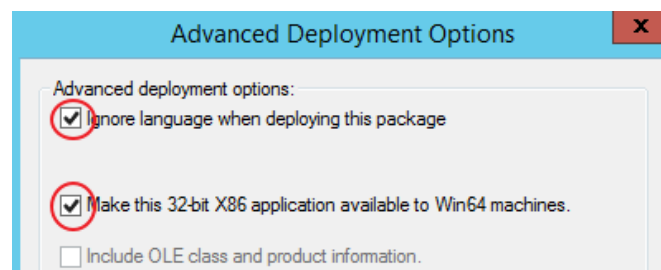 Advanced Deployment Options
x
Advanced deployment options:
Ignore language when deploying this package
Make this 32-bit X86 application available to Win64 machines.
Include OLE class and product information.